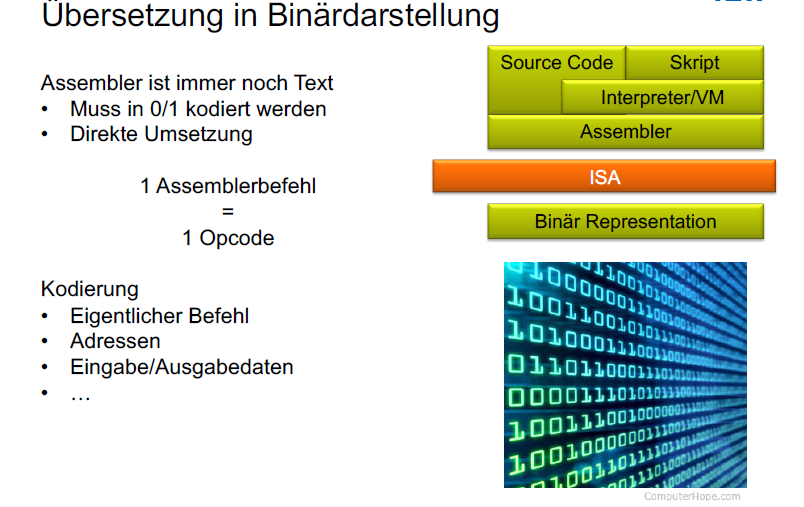 Übersetzung in Binärdarstellung
Assembler ist immer noch Text
• Muss in 0/1 kodiert werden
• Direkte Umsetzung
1 Assemblerbefehl
=
1 Opcode
Kodierung
• Eigentlicher Befehl
• Adressen
• Eingabe/Ausgabedaten
• …
Source Code
Skript
Interpreter/VM
Assembler
ISA
Binär Representation
ComputerHope.com